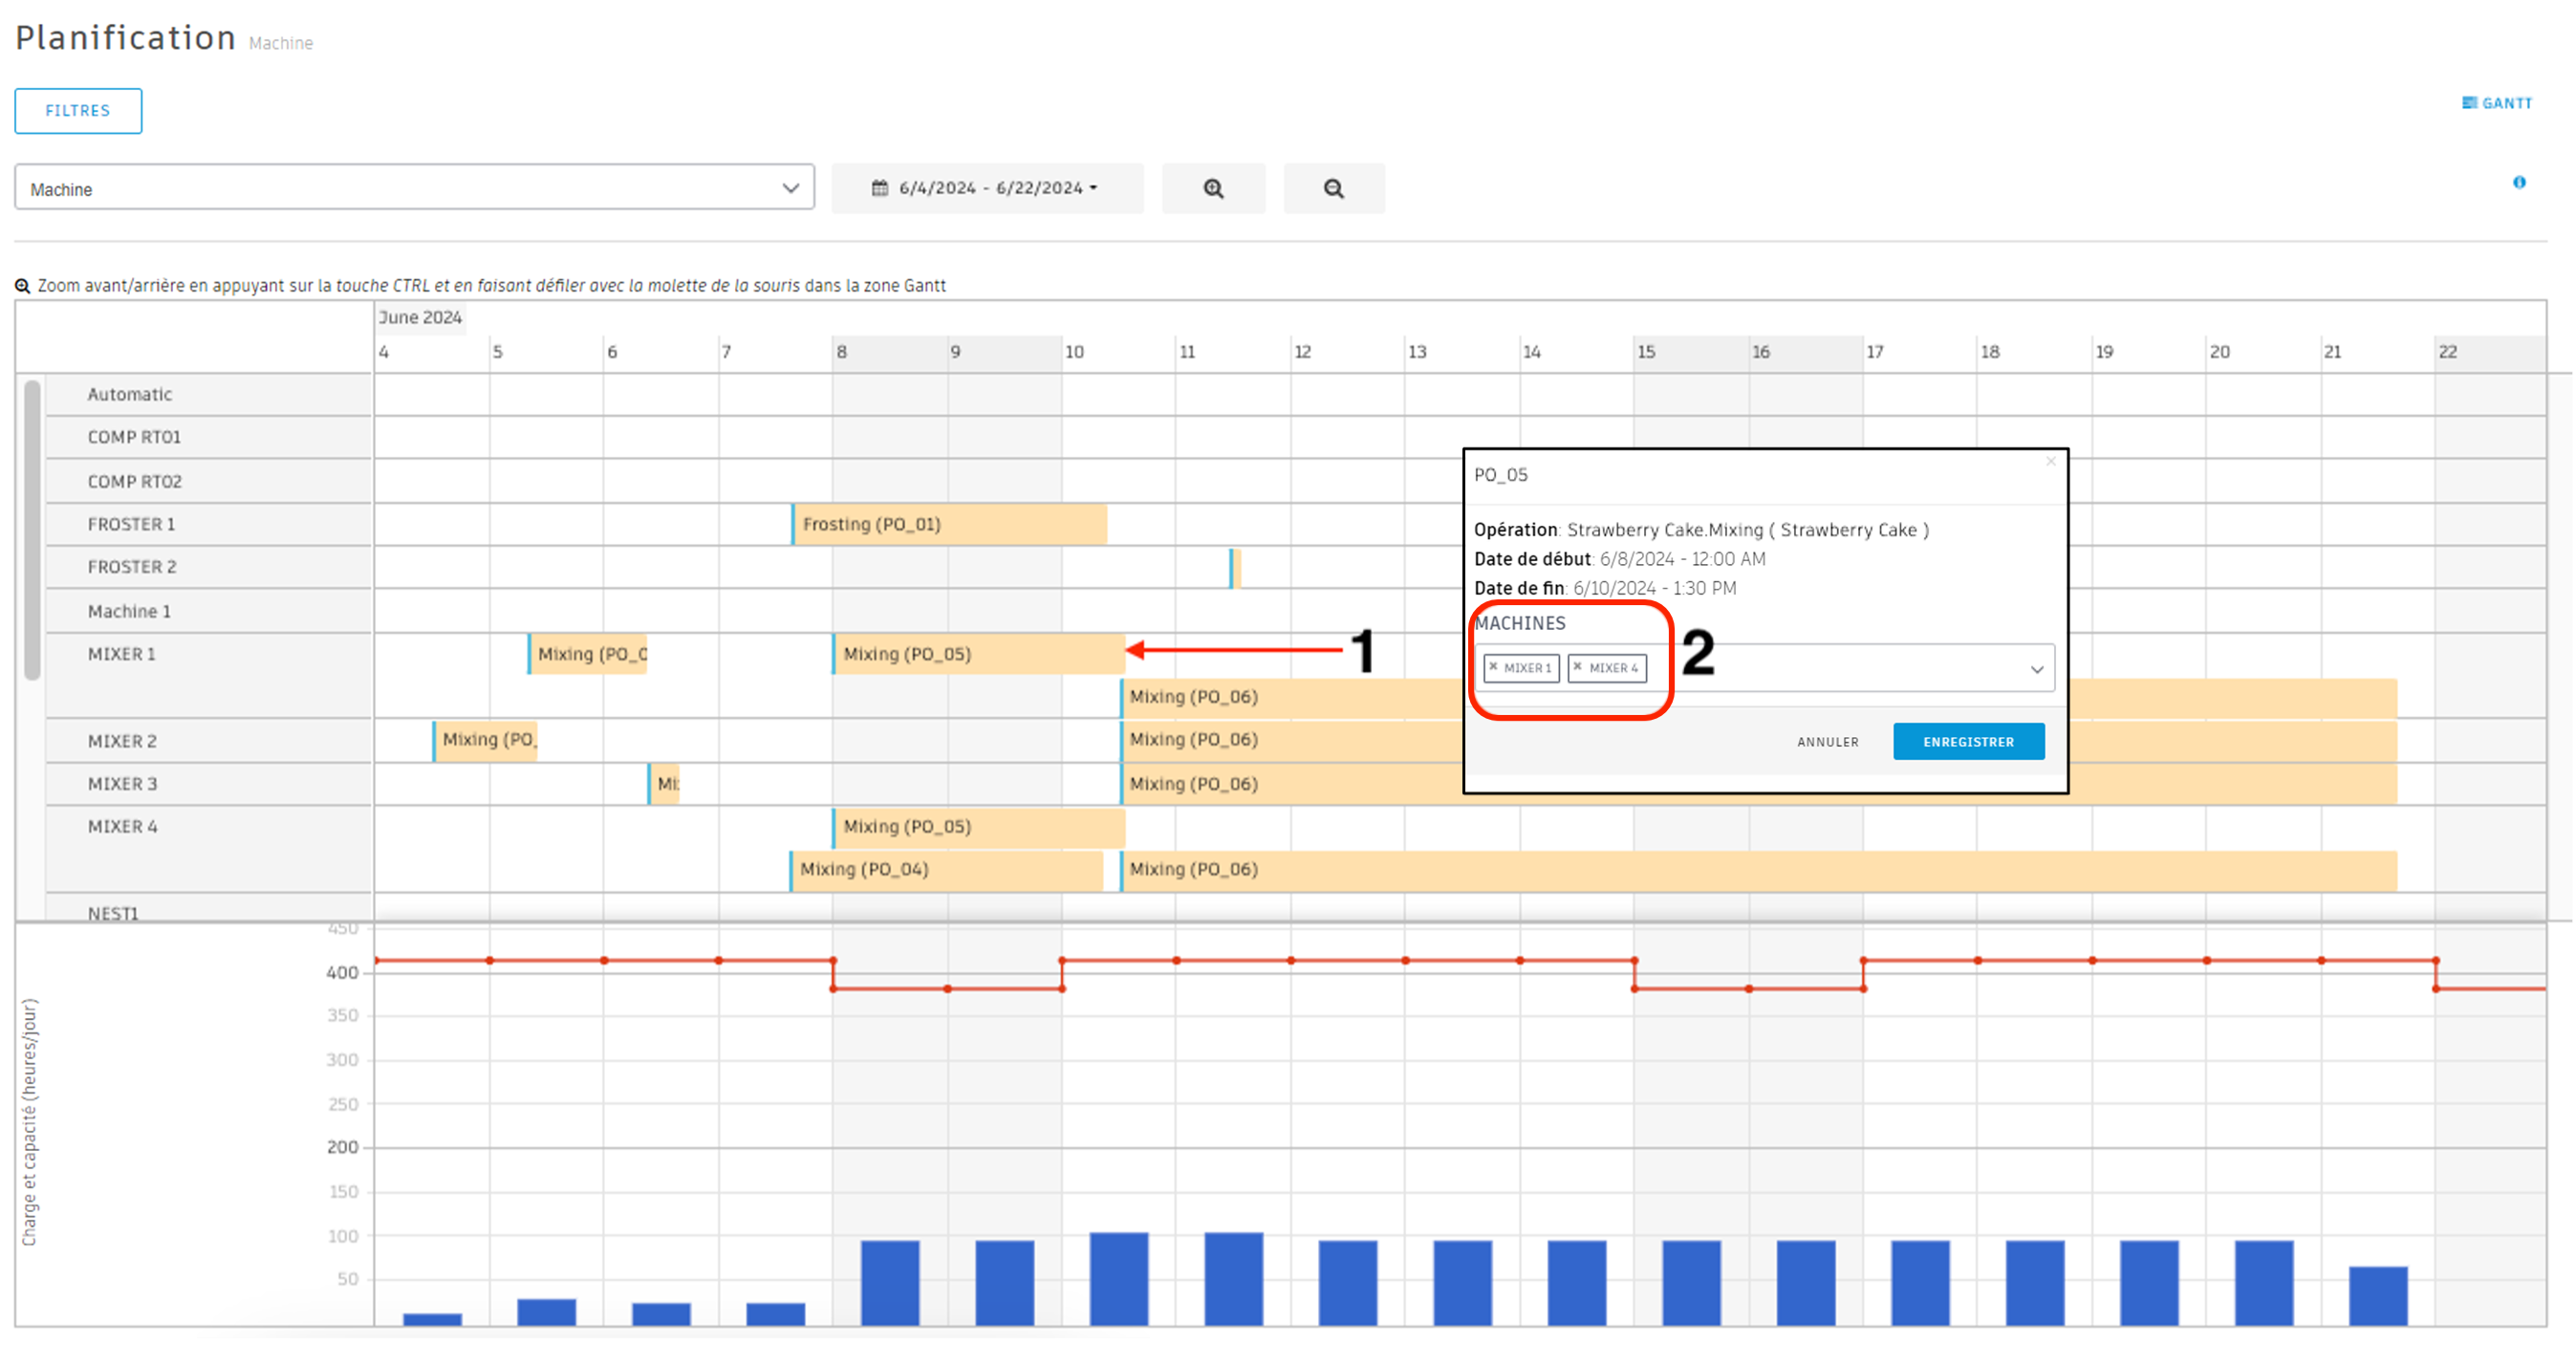 Planification Machine
FILTRES
GANTT
Machine
6/4/2024 - 6/22/2024
Zoom avant/arrière en appuyant sur la touche CTRL et en faisant défiler avec la molette de la souris dans la zone Gantt
June 2024
4 5 6 7 8 9 10 11 12 13 14 15 16 17 18 19 20 21 22
Automatic
COMP RTO1
COMP RTO2
FROSTER 1 Frosting (PO_01)
FROSTER 2
Machine 1
MIXER 1 Mixing (PO_0 Mixing (PO_05) 1
Mixing (PO_06)
MIXER 2 Mixing (PO_ Mixing (PO_06)
MIXER 3 Mi Mixing (PO_06)
MIXER 4 Mixing (PO_05)
Mixing (PO_04) Mixing (PO_06)
NEST1
PO_05
×
Opération: Strawberry Cake.Mixing ( Strawberry Cake )
Date de début: 6/8/2024 - 12:00 AM
Date de fin: 6/10/2024 - 1:30 PM
MACHINES
× MIXER 1 × MIXER 4 2
ANNULER ENREGISTRER
Charge et capacité (heures/jour)
450
400
350
300
250
200
150
100
50